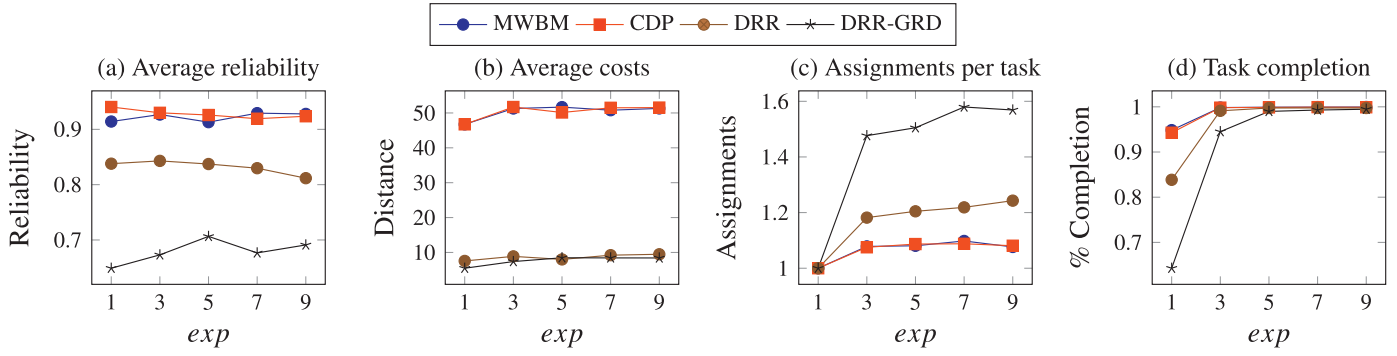 MWBM CDP DRR DRR-GRD
(a) Average reliability
0.9
0.8
0.7
Reliability
1 3 5 7 9
exp
(b) Average costs
50
40
30
20
10
0
Distance
1 3 5 7 9
exp
(c) Assignments per task
1.6
1.4
1.2
1
Assignments
1 3 5 7 9
exp
(d) Task completion
1
0.9
0.8
0.7
% Completion
1 3 5 7 9
exp